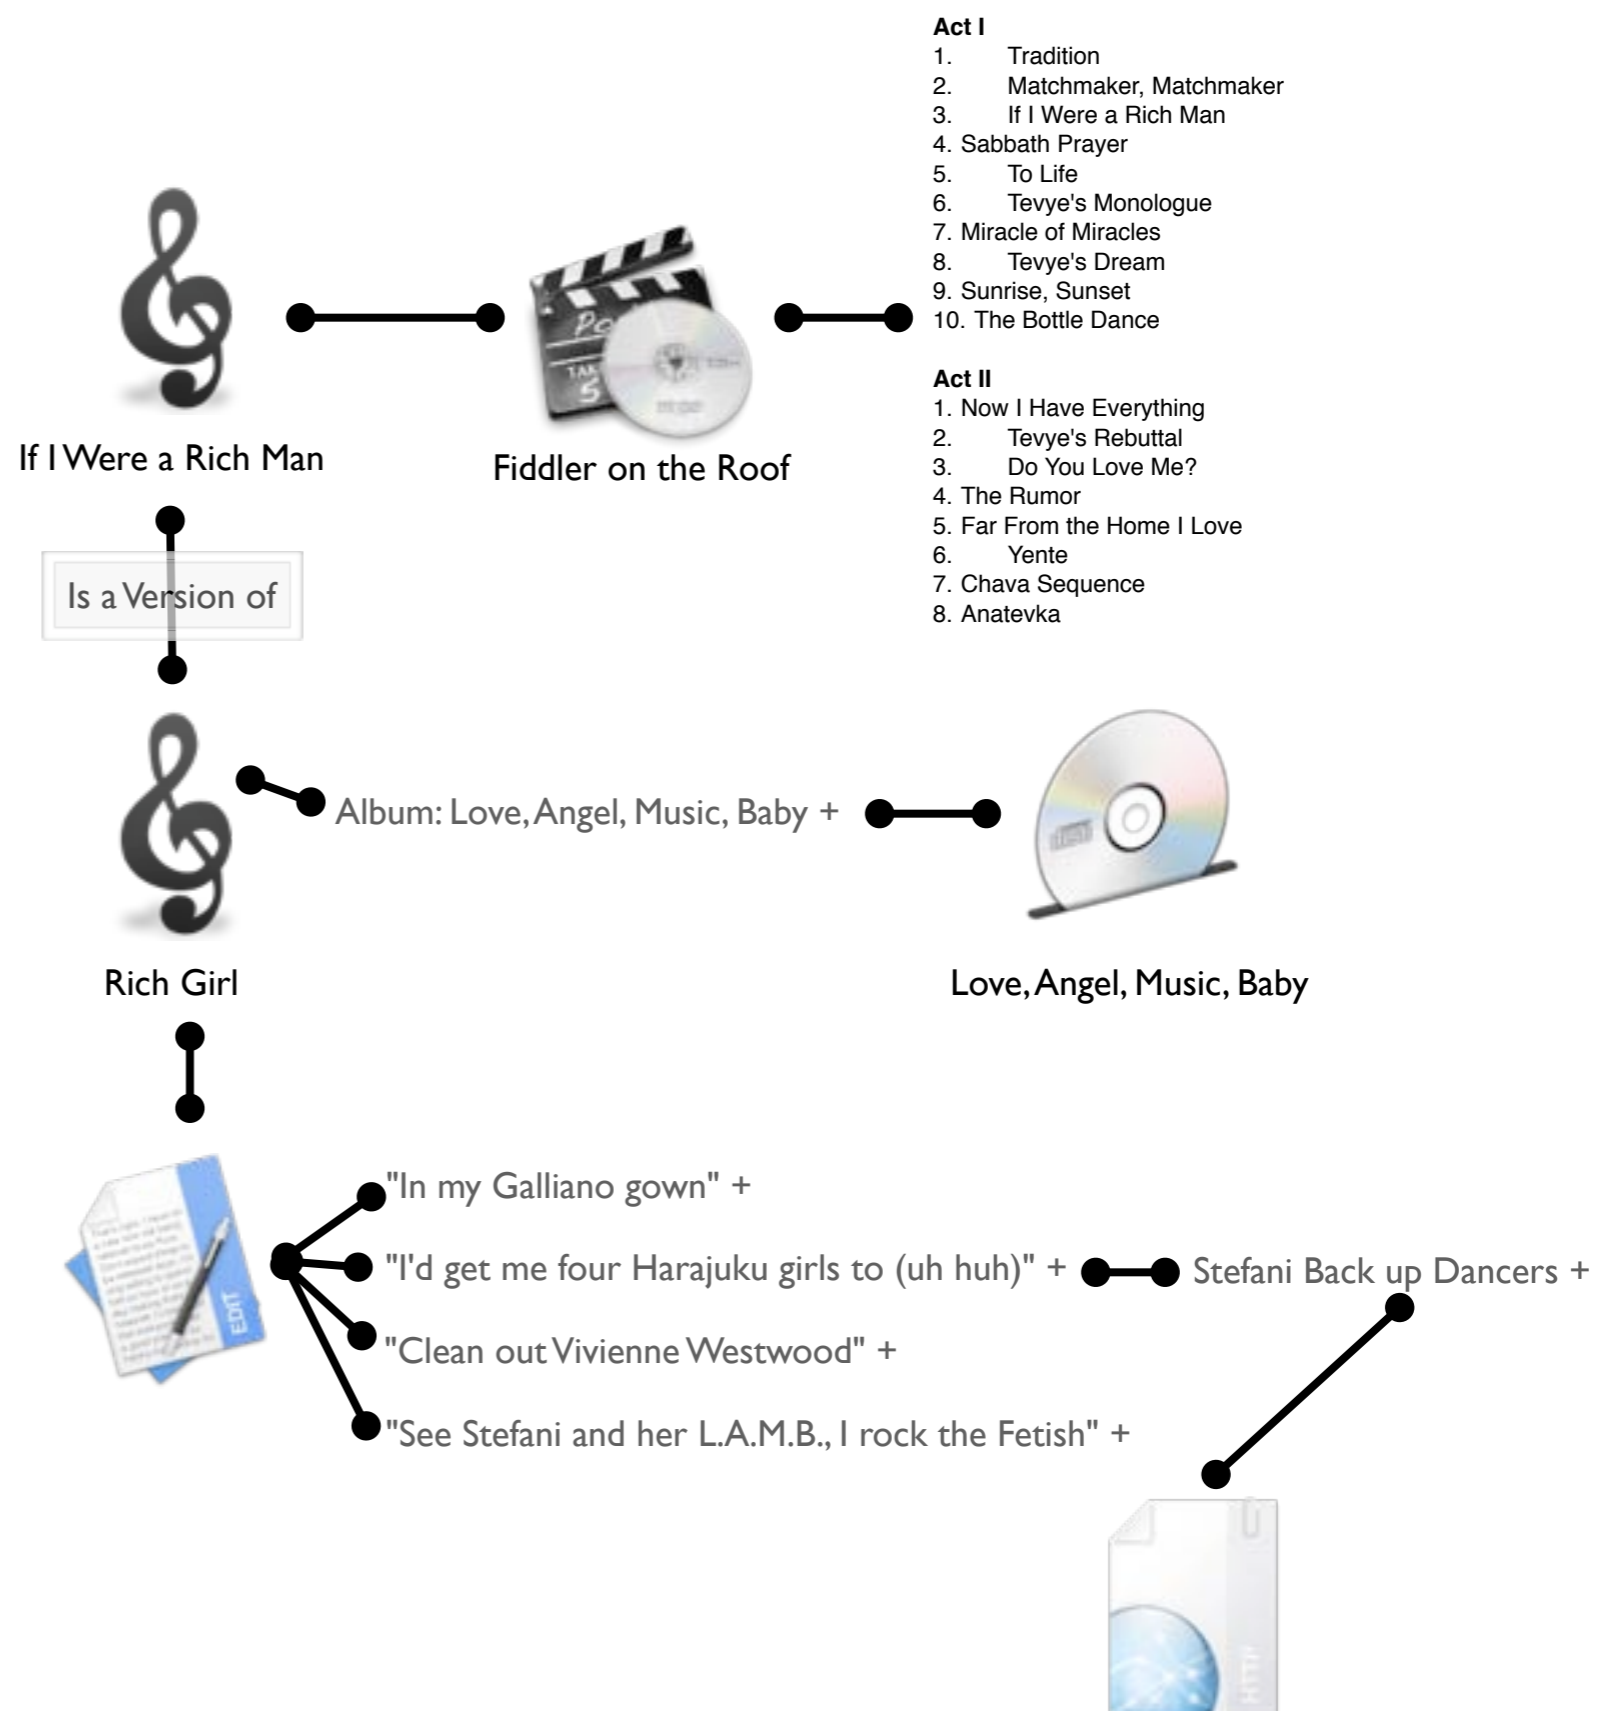 Act I
1. Tradition
2. Matchmaker, Matchmaker
3. If I Were a Rich Man
4. Sabbath Prayer
5. To Life
6. Tevye's Monologue
7. Miracle of Miracles
8. Tevye's Dream
9. Sunrise, Sunset
10. The Bottle Dance
Act II
1. Now I Have Everything
2. Tevye's Rebuttal
3. Do You Love Me?
4. The Rumor
5. Far From the Home I Love
6. Yente
7. Chava Sequence
8. Anatevka
If I Were a Rich Man
Fiddler on the Roof
Is a Version of
Album: Love, Angel, Music, Baby +
Rich Girl
Love, Angel, Music, Baby
"In my Galliano gown" +
"I'd get me four Harajuku girls to (uh huh)" +
Stefani Back up Dancers +
"Clean out Vivienne Westwood" +
"See Stefani and her L.A.M.B., I rock the Fetish" +
EDIT
HTTP